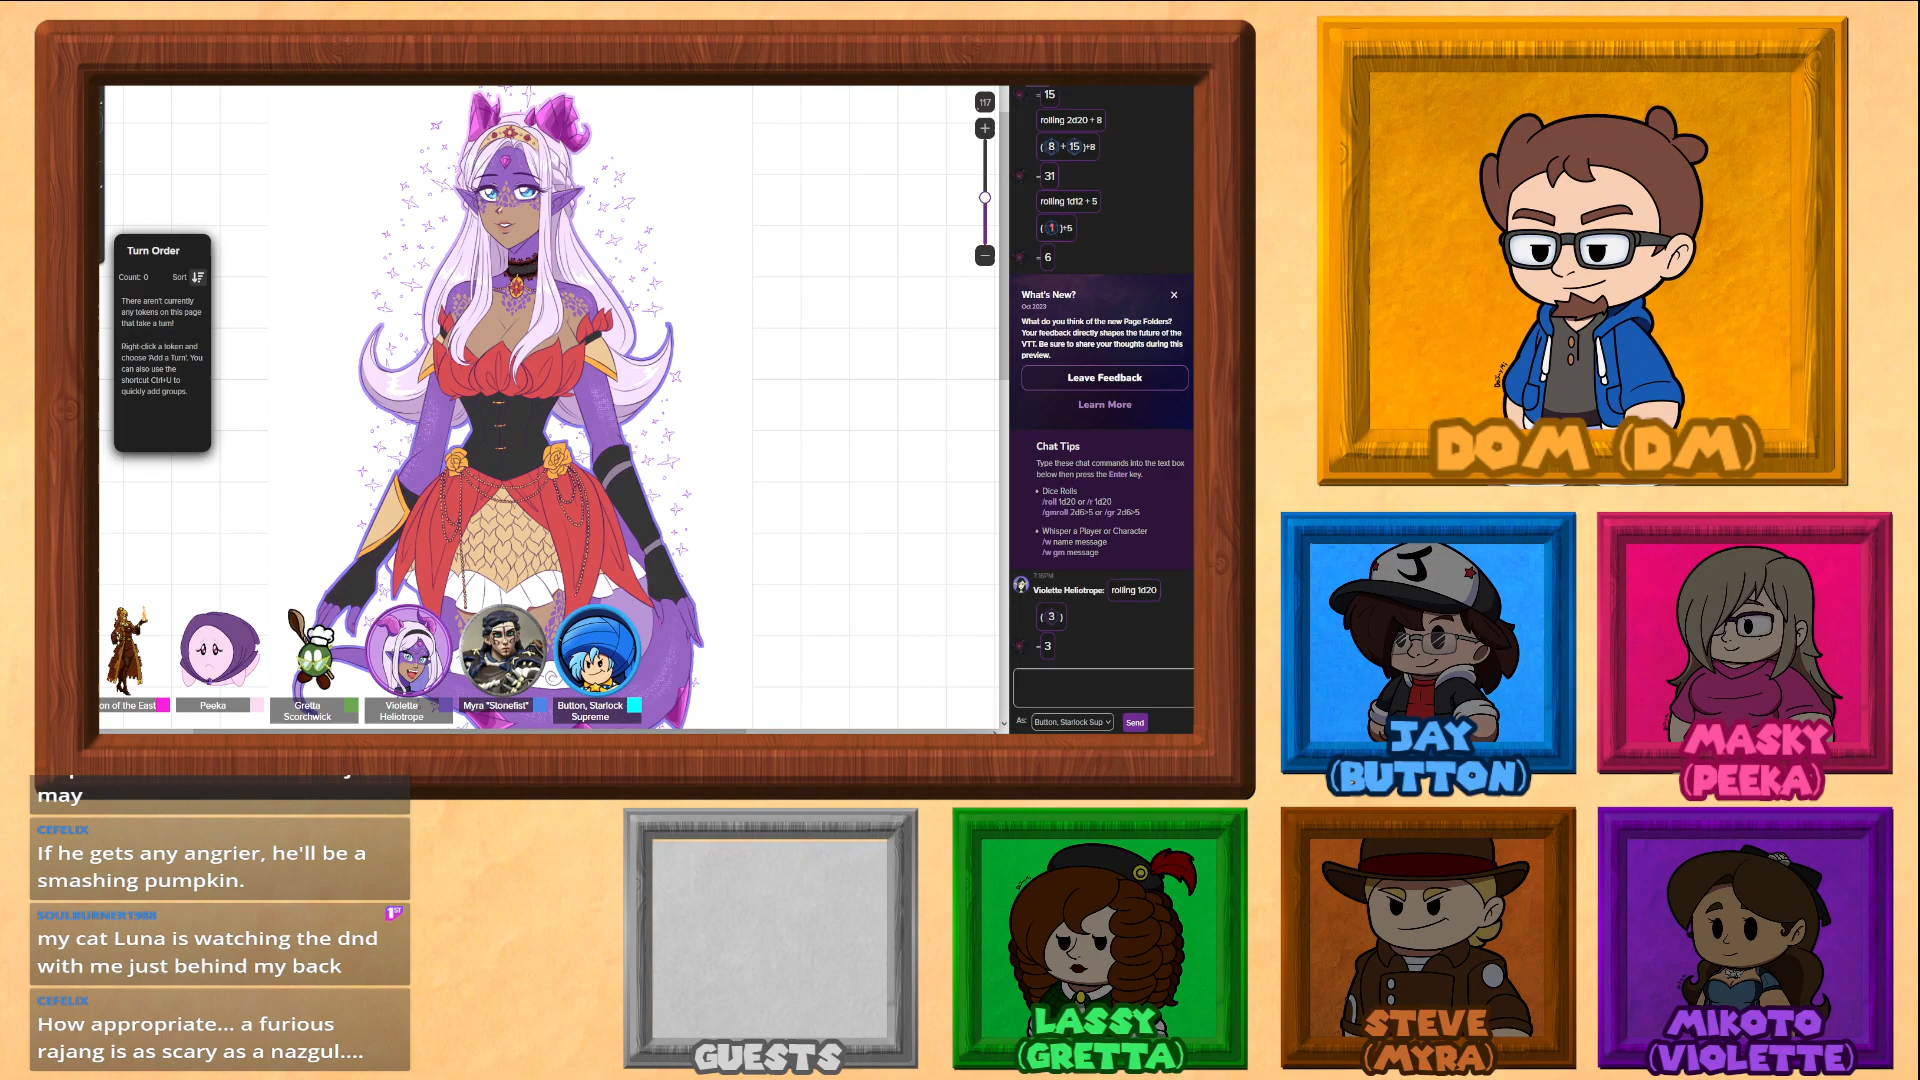 Turn Order
Count: 0 Sort
There aren't currently
any tokens on this page
that take a turn!
Right-click a token and
choose 'Add a Turn'. You
can also use the
shortcut Ctrl+U to
quickly add groups.
117
on of the East
Peeka
Gretta
Scorchwick
Violette
Heliotrope
Myra "Stonefist"
Button, Starlock
Supreme
= 15
rolling 2d20 + 8
( 8 + 15 )+8
= 31
rolling 1d12 + 5
( 1 )+5
= 6
What's New?
Oct 2023
What do you think of the new Page Folders?
Your feedback directly shapes the future of the
VTT. Be sure to share your thoughts during this
preview.
Leave Feedback
Learn More
Chat Tips
Type these chat commands into the text box
below then press the Enter key.
• Dice Rolls
/roll 1d20 or /r 1d20
/gmroll 2d6>5 or /gr 2d6>5
• Whisper a Player or Character
/w name message
/w gm message
7:16PM
Violette Heliotrope: rolling 1d20
( 3 )
= 3
As: Button, Starlock Sup Send
DOM (DM)
J
JAY
(BUTTON)
MASKY
(PEEKA)
may
CEFELIX
If he gets any angrier, he'll be a
smashing pumpkin.
SOULBURNER1988 1ST
my cat Luna is watching the dnd
with me just behind my back
CEFELIX
How appropriate... a furious
rajang is as scary as a nazgul....
GUESTS
LASSY
(GRETTA)
STEVE
(MYRA)
MIKOTO
(VIOLETTE)